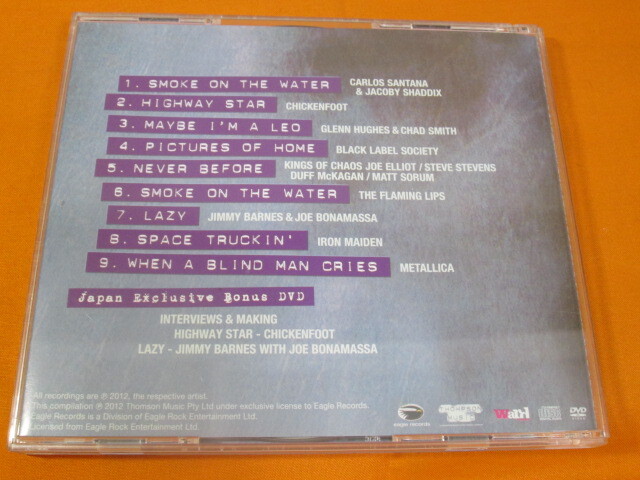 1. SMOKE ON THE WATER CARLOS SANTANA
& JACOBY SHADDIX
2. HIGHWAY STAR CHICKENFOOT
3. MAYBE I'M A LEO GLENN HUGHES & CHAD SMITH
4. PICTURES OF HOME BLACK LABEL SOCIETY
5. NEVER BEFORE KINGS OF CHAOS JOE ELLIOT / STEVE STEVENS
DUFF McKAGAN / MATT SORUM
6. SMOKE ON THE WATER THE FLAMING LIPS
7. LAZY JIMMY BARNES & JOE BONAMASSA
8. SPACE TRUCKIN' IRON MAIDEN
9. WHEN A BLIND MAN CRIES METALLICA
Japan Exclusive Bonus DVD
INTERVIEWS & MAKING
HIGHWAY STAR - CHICKENFOOT
LAZY - JIMMY BARNES WITH JOE BONAMASSA
All recordings are ℗ 2012, the respective artist.
This compilation ℗ 2012 Thomson Music Pty Ltd under exclusive license to Eagle Records.
Eagle Records is a Division of Eagle Rock Entertainment Ltd.
Licensed from Eagle Rock Entertainment Ltd.
EAGLE RECORDS
DVD